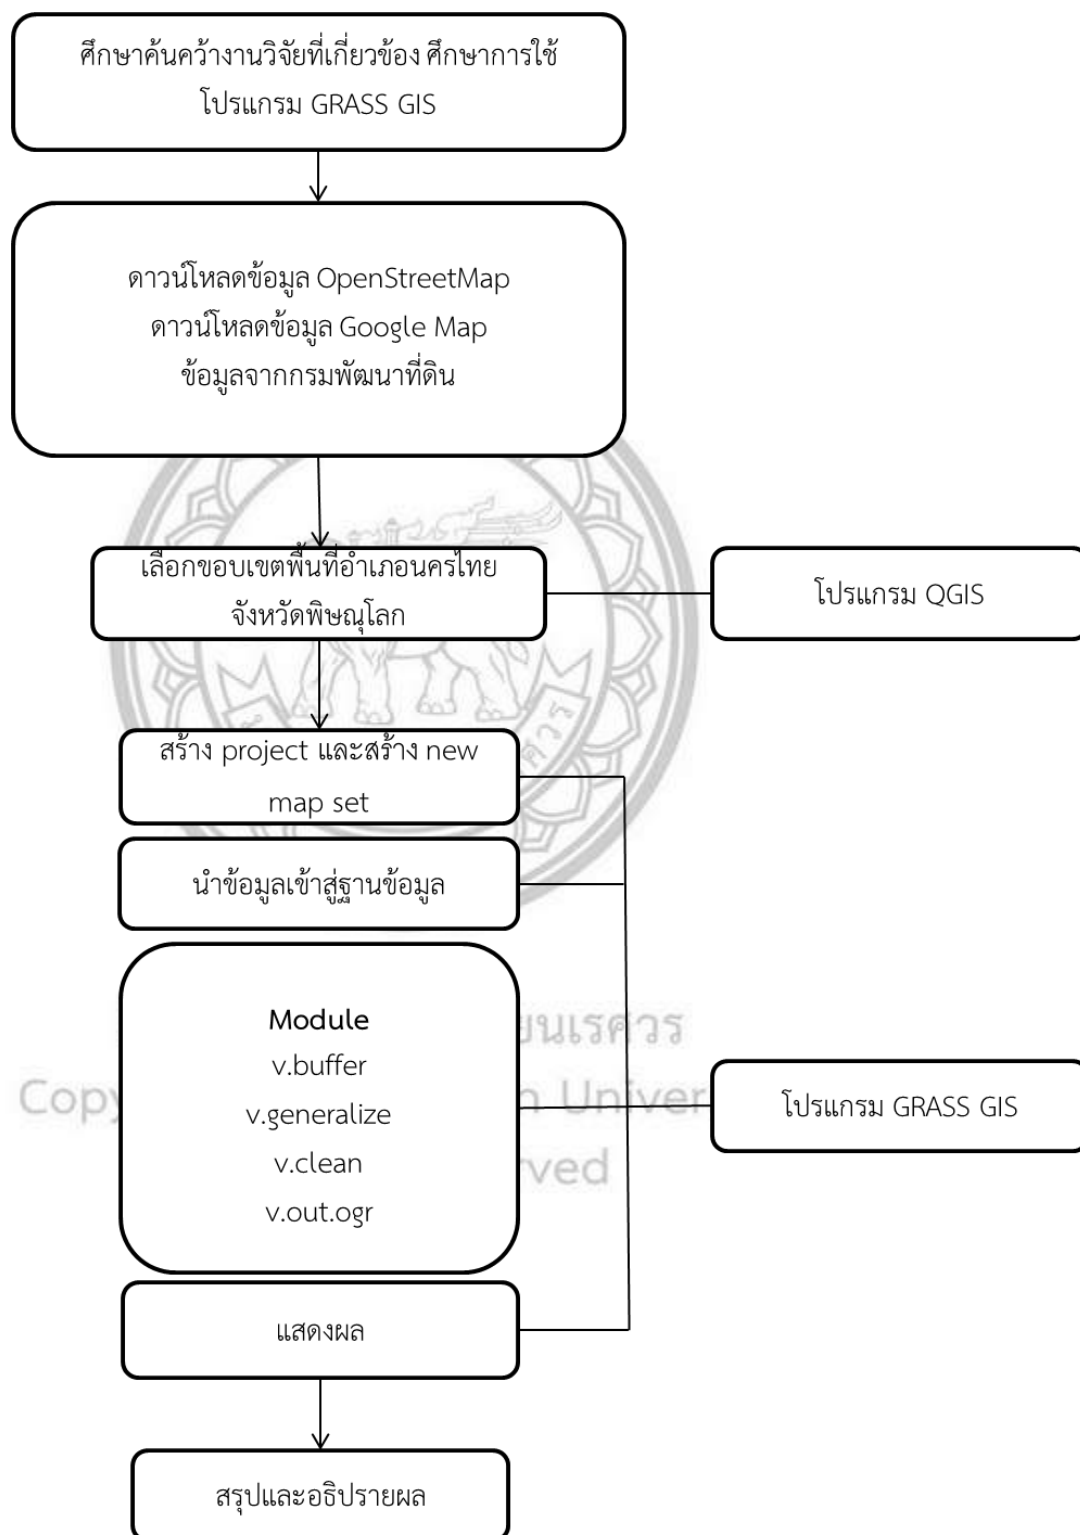 ศึกษาค้นคว้างานวิจัยที่เกี่ยวข้อง ศึกษาการใช้
โปรแกรม GRASS GIS
ดาวน์โหลดข้อมูล OpenStreetMap
ดาวน์โหลดข้อมูล Google Map
ข้อมูลจากกรมพัฒนาที่ดิน
เลือกขอบเขตพื้นที่อำเภอนครไทย
จังหวัดพิษณุโลก
โปรแกรม QGIS
สร้าง project และสร้าง new
map set
นำข้อมูลเข้าสู่ฐานข้อมูล
Module
v.buffer
v.generalize
v.clean
v.out.ogr
โปรแกรม GRASS GIS
แสดงผล
สรุปและอธิปรายผล